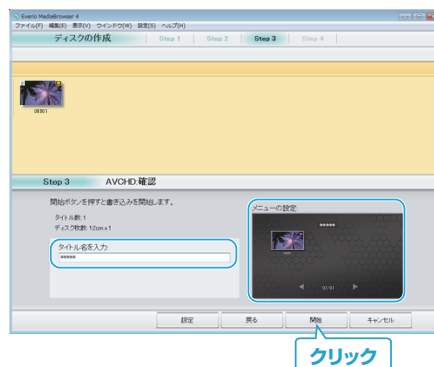 Everio MediaBrowser 4
ファイル(F) 編集(E) 表示(V) ウインドウ(W) 設定(S) ヘルプ(H)
ディスクの作成 Step 1 Step 2 Step 3 Step 4
00001
Step 3 AVCHD:確認
開始ボタンを押すと書き込みを開始します。
タイトル数: 1
ディスク枚数: 12cm×1
タイトル名を入力:
*****
メニューの設定:
*****
01/01
設定 戻る 開始 キャンセル
クリック